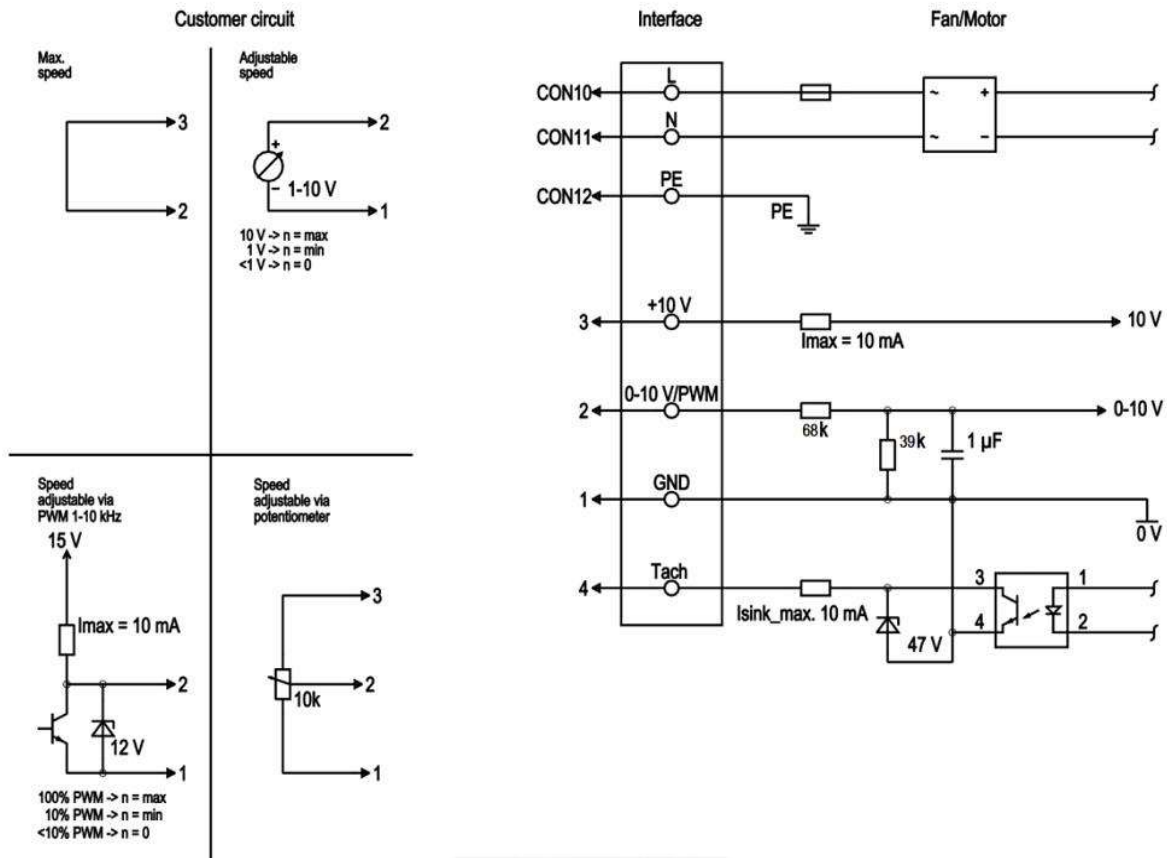 Customer circuit
Max.
speed
3
2
Adjustable
speed
2
+
− 1-10 V
1
10 V -> n = max
1 V -> n = min
<1 V -> n = 0
Speed
adjustable via
PWM 1-10 kHz
15 V
Imax = 10 mA
2
12 V
1
100% PWM -> n = max
10% PWM -> n = min
<10% PWM -> n = 0
Speed
adjustable via
potentiometer
3
2
10k
1
Interface
Fan/Motor
CON10
L
~ +
CON11
N
~ −
CON12
PE
PE
3
+10 V
10 V
Imax = 10 mA
2
0-10 V/PWM
0-10 V
68k
39k
1 µF
1
GND
0 V
4
Tach
3
1
Isink_max. 10 mA
4
2
47 V